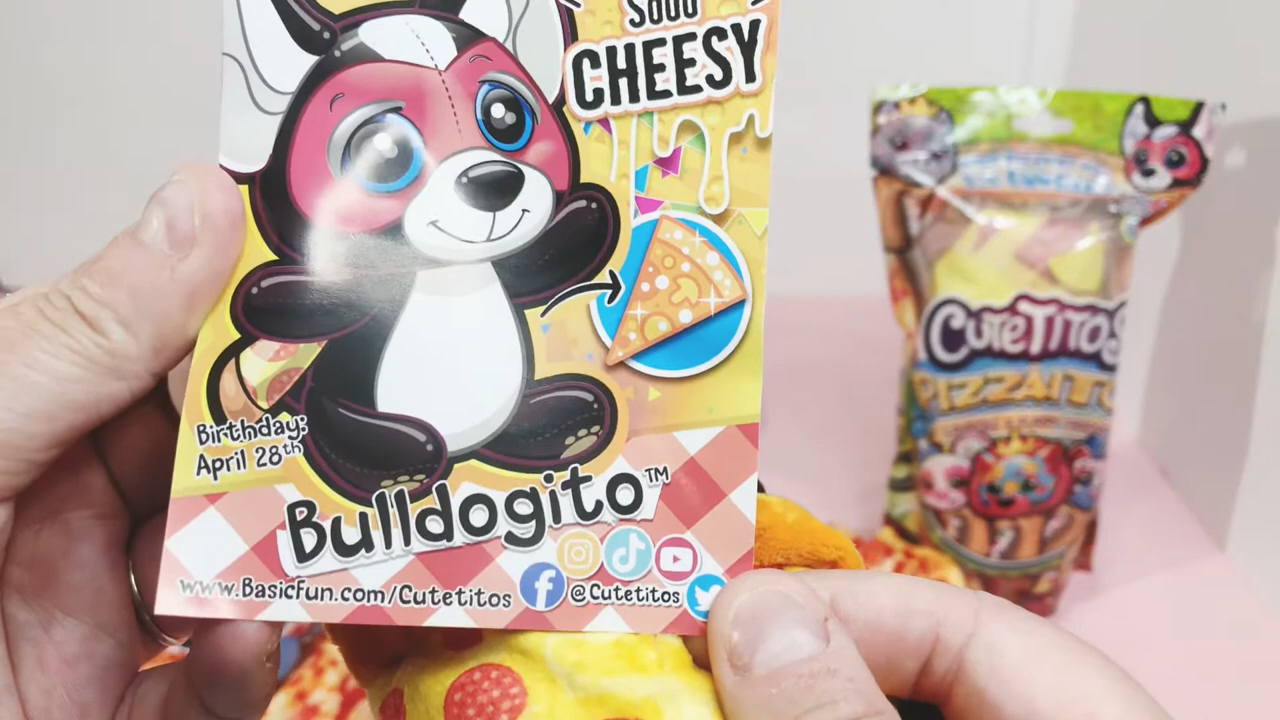 Sooo
CHEESY
Birthday:
April 28th
Bulldogito™
www.BasicFun.com/Cutetitos
@Cutetitos
CUTETITOS
PIZZAITO